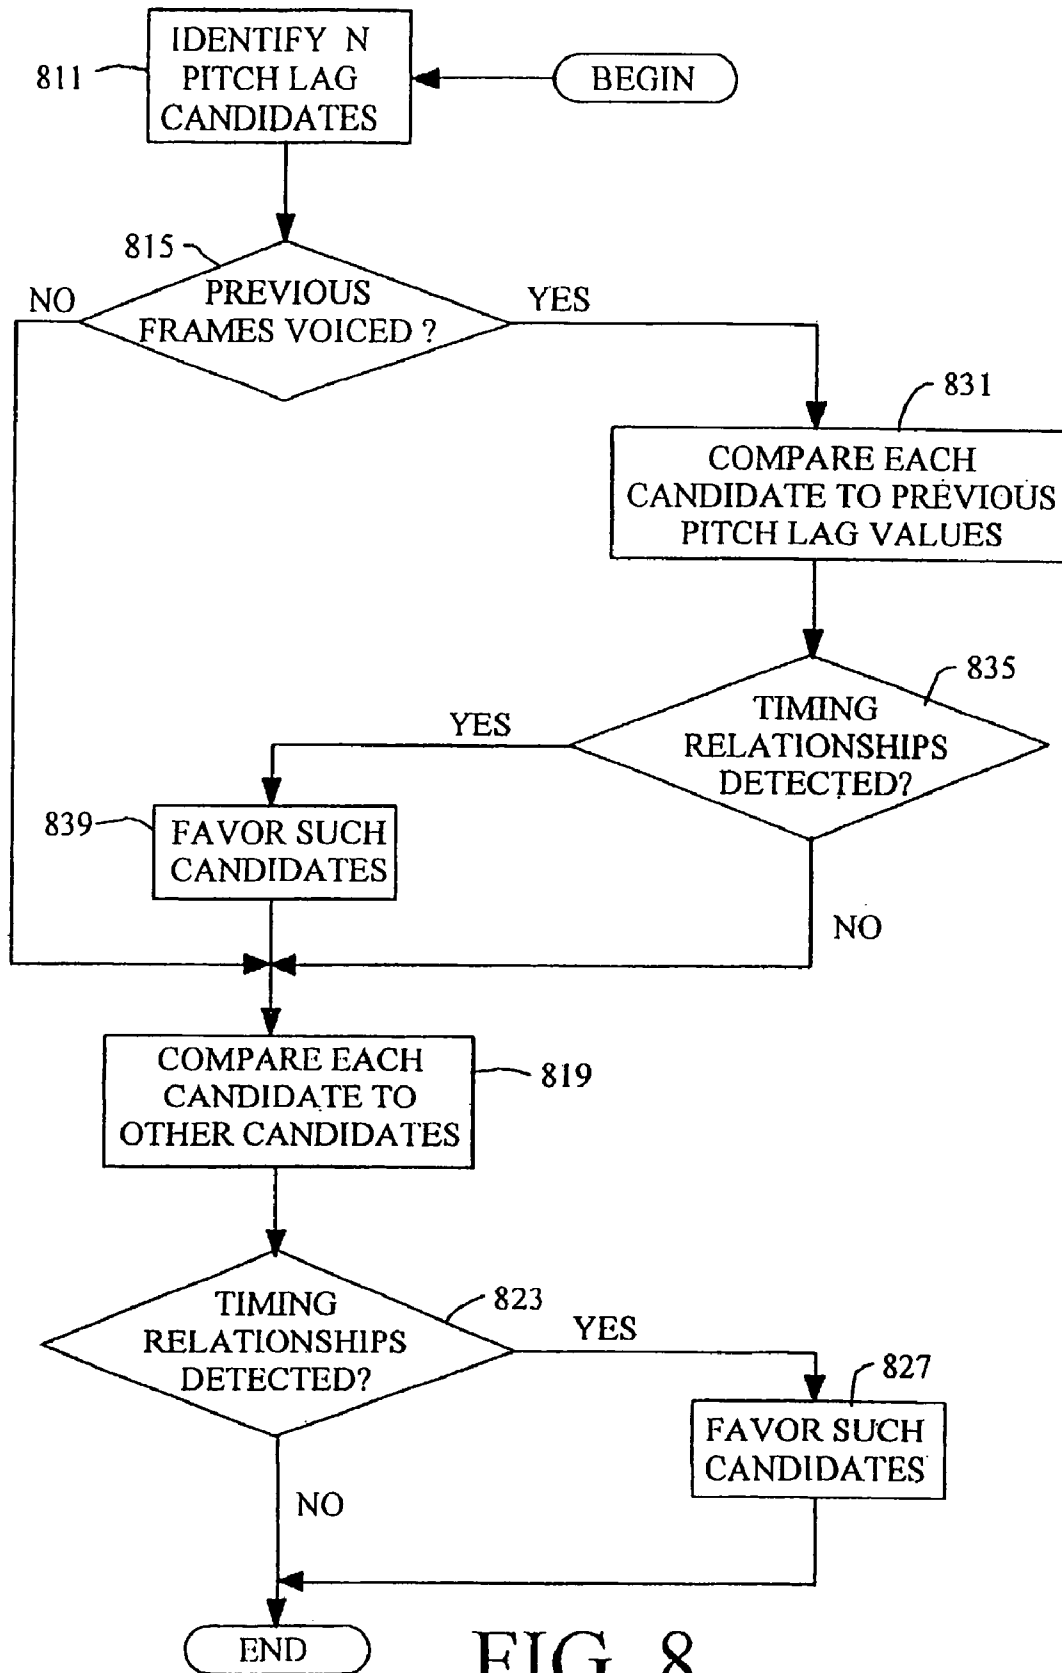 IDENTIFY N
PITCH LAG
CANDIDATES
811
BEGIN
815
PREVIOUS
FRAMES VOICED ?
NO
YES
831
COMPARE EACH
CANDIDATE TO PREVIOUS
PITCH LAG VALUES
835
TIMING
RELATIONSHIPS
DETECTED?
YES
839
FAVOR SUCH
CANDIDATES
NO
COMPARE EACH
CANDIDATE TO
OTHER CANDIDATES
819
TIMING
RELATIONSHIPS
DETECTED?
823
YES
827
FAVOR SUCH
CANDIDATES
NO
END
FIG. 8